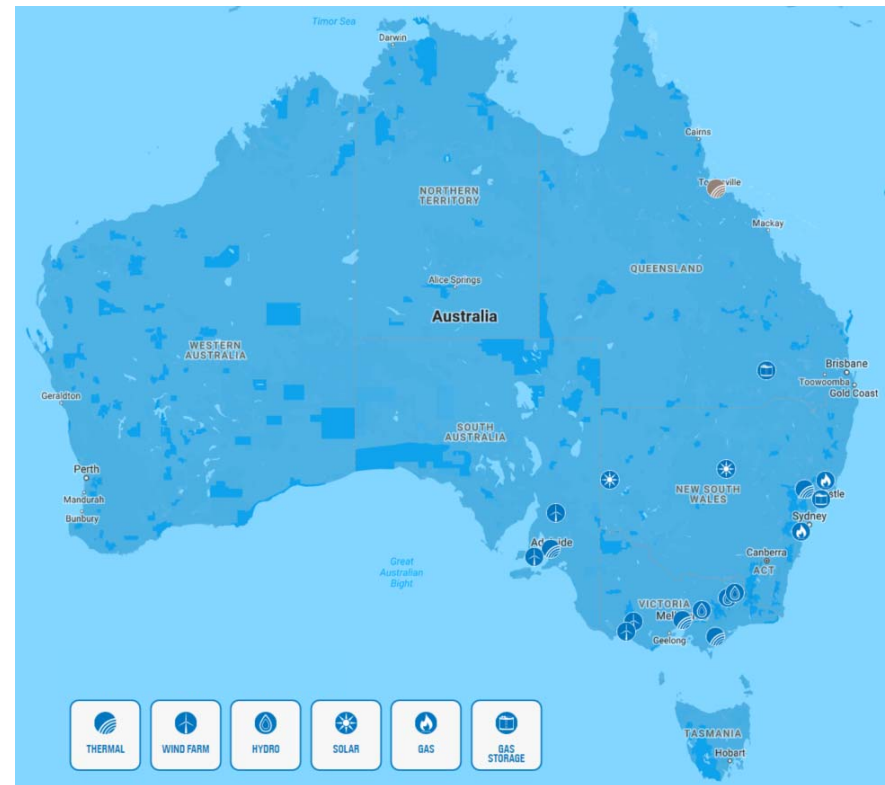 Timor Sea
Darwin
Cairns
NORTHERN
TERRITORY
Mackay
QUEENSLAND
Alice Springs
Australia
WESTERN
AUSTRALIA
Brisbane
Toowoomba
Gold Coast
Geraldton
SOUTH
AUSTRALIA
Perth
NEW SOUTH
WALES
Mandurah
Bunbury
Sydney
Canberra
ACT
Great
Australian
Bight
VICTORIA
Geelong
TASMANIA
Hobart
THERMAL
WIND FARM
HYDRO
SOLAR
GAS
GAS
STORAGE